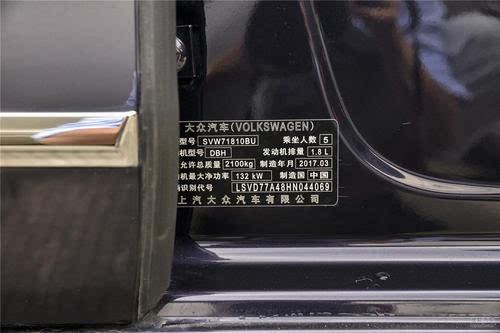 大众汽车(VOLKSWAGEN)
型号 SVW71810BU 乘坐人数 5
机型号 DBH 发动机排量 1.8 L
允许总质量 2100kg 制造年月 2017.03
机最大净功率 132 kW 制造国 中国
识别代号 LSVD77A48HN044069
上汽大众汽车有限公司